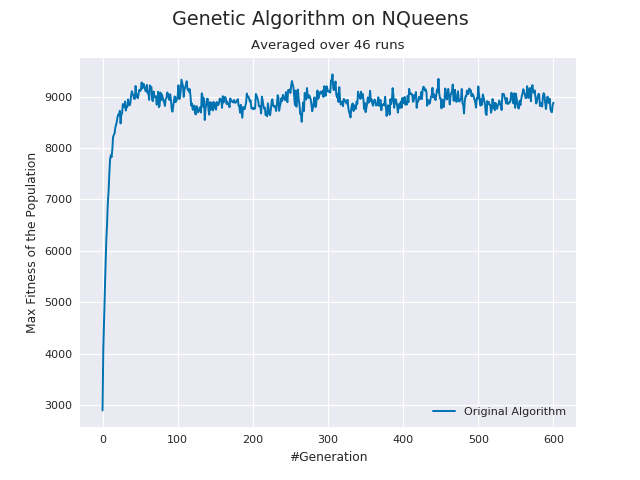 Genetic Algorithm on NQueens
Averaged over 46 runs
Max Fitness of the Population
9000
8000
7000
6000
5000
4000
3000
Original Algorithm
0 100 200 300 400 500 600
#Generation